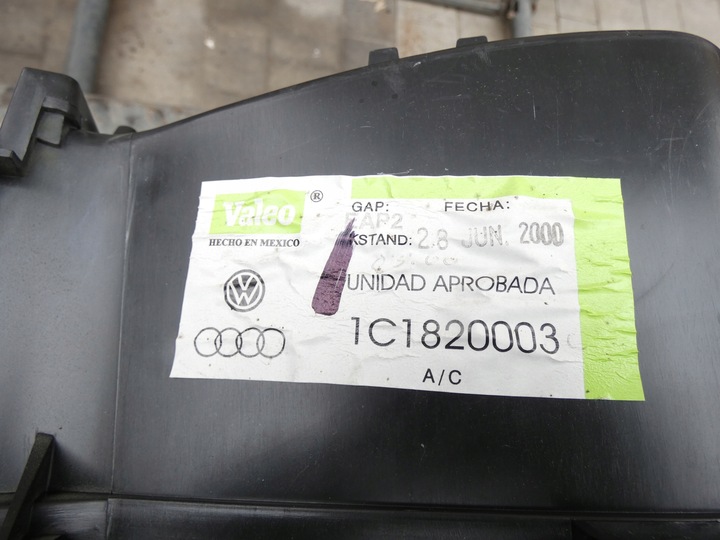 Valeo ®
HECHO EN MEXICO
GAP: FECHA:
KSTAND: 28 JUN. 2000
UNIDAD APROBADA
1C1820003
A/C